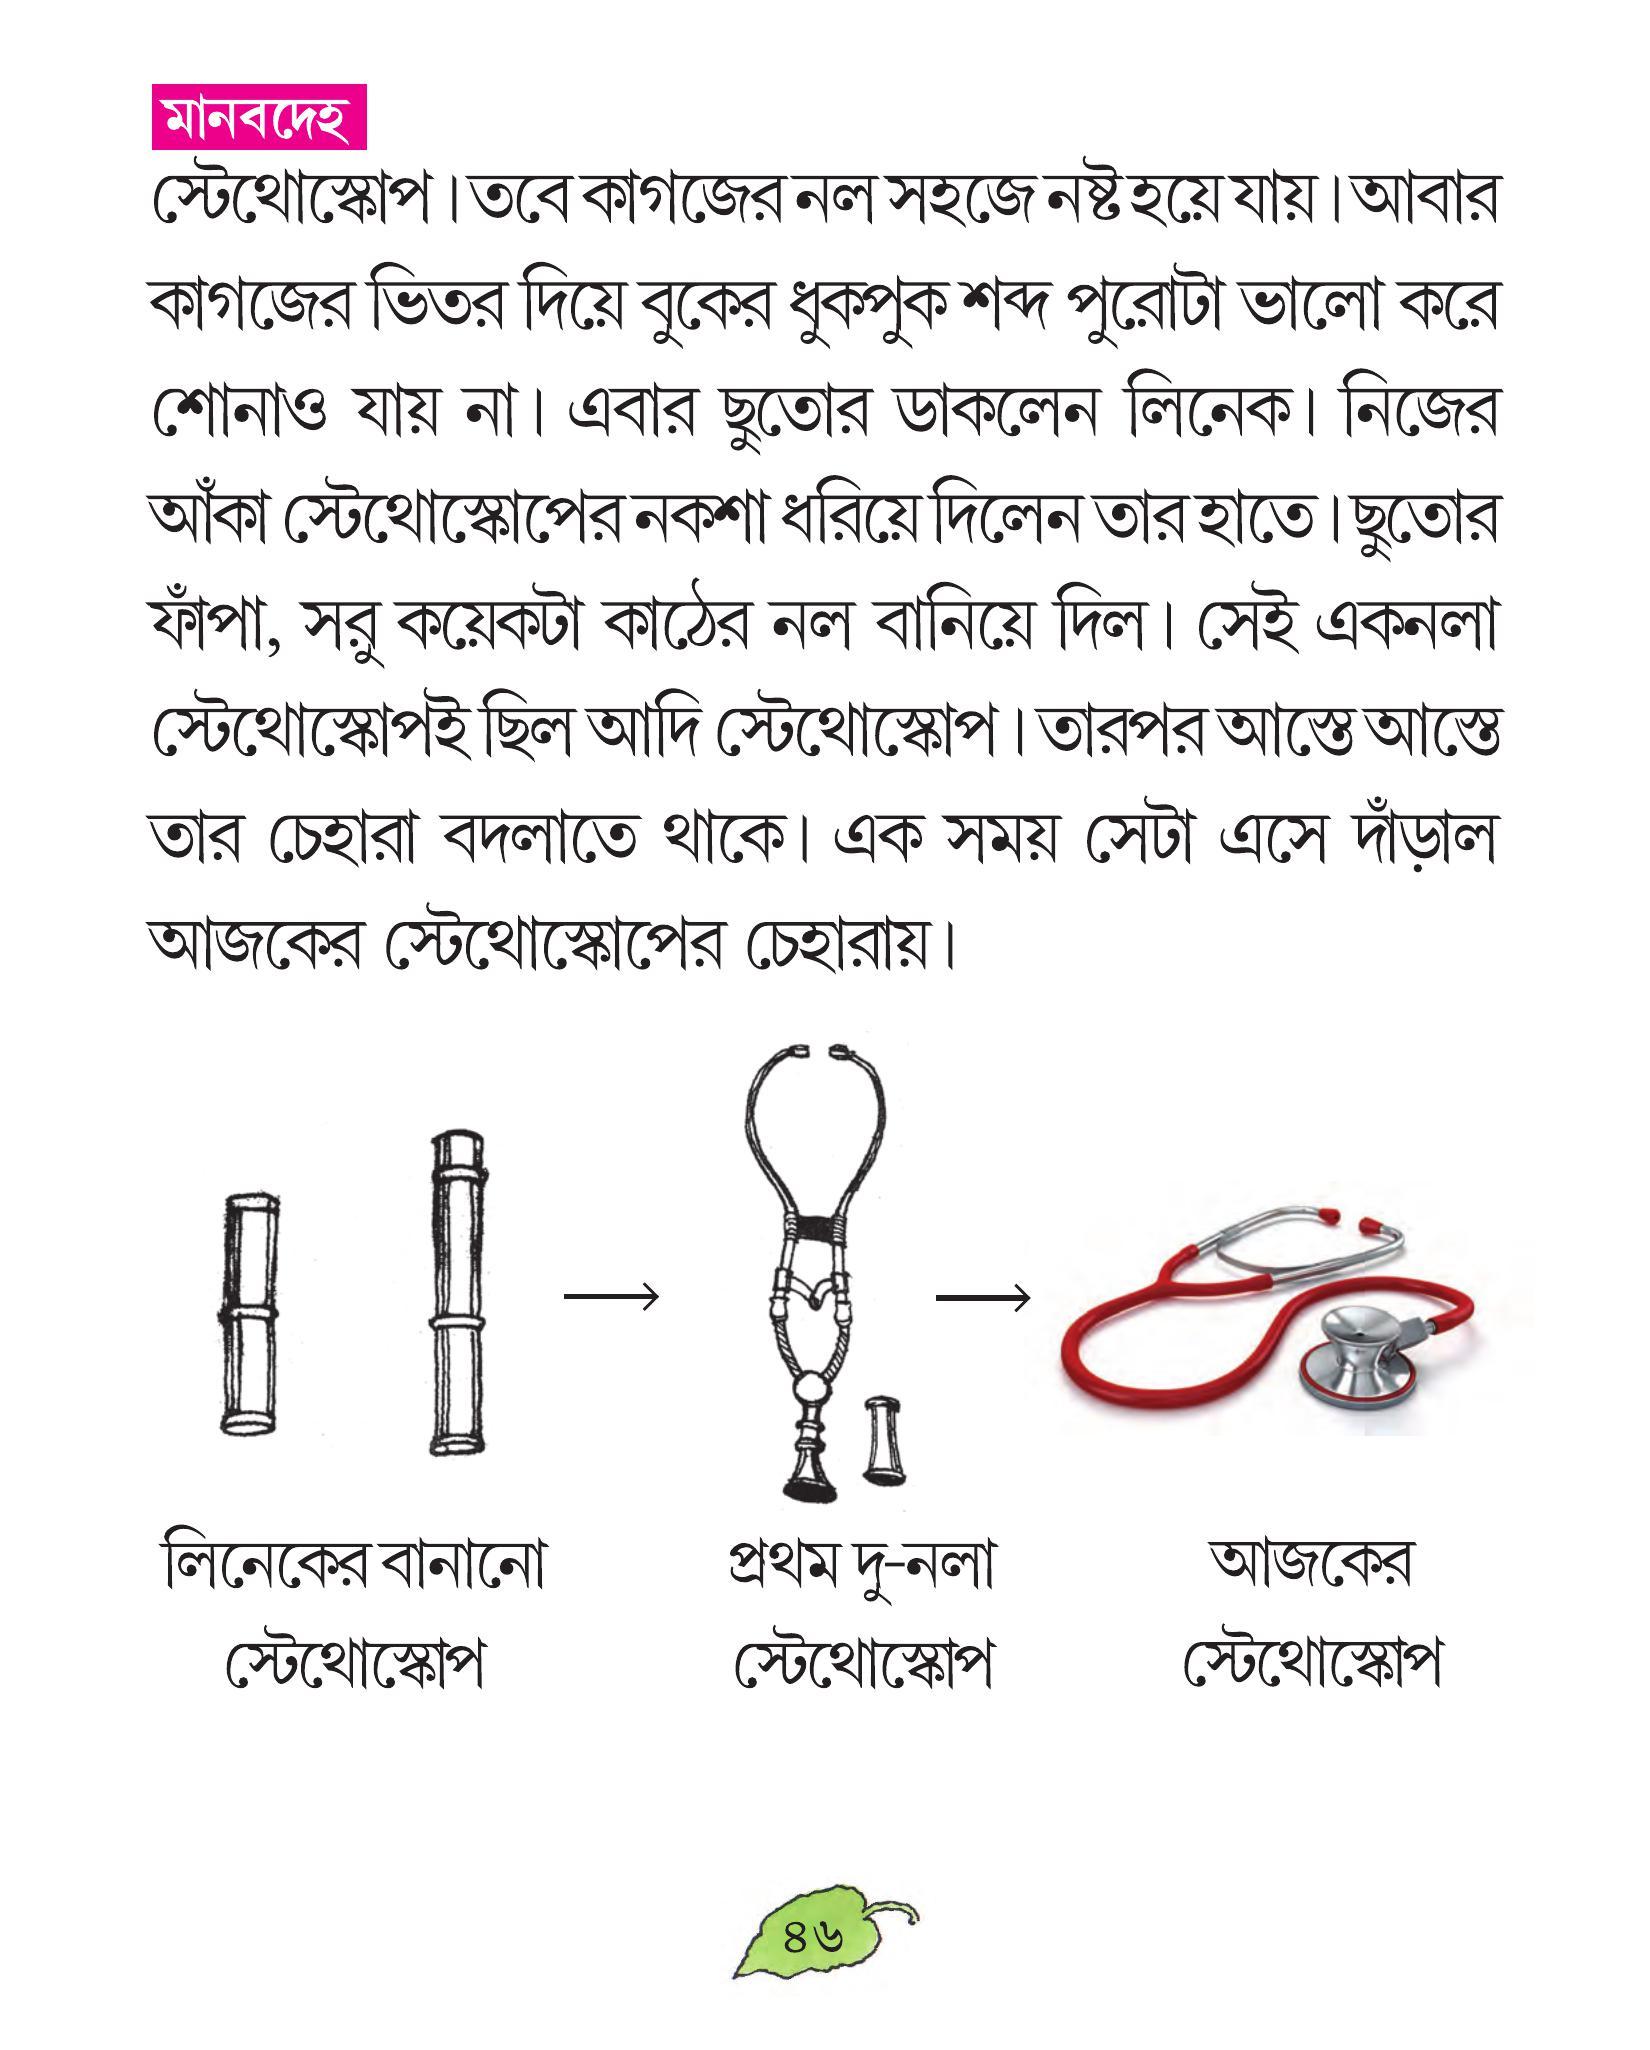 মানবদেহ
স্টেথোস্কোপ। তবে কাগজের নল সহজে নষ্ট হয়ে যায়। আবার
কাগজের ভিতর দিয়ে বুকের ধুকপুক শব্দ পুরোটা ভালো করে
শোনাও যায় না। এবার ছুতোর ডাকলেন লিনেক। নিজের
আঁকা স্টেথোস্কোপের নকশা ধরিয়ে দিলেন তার হাতে। ছুতোর
ফাঁপা, সরু কয়েকটা কাঠের নল বানিয়ে দিল। সেই একনলা
স্টেথোস্কোপই ছিল আদি স্টেথোস্কোপ। তারপর আস্তে আস্তে
তার চেহারা বদলাতে থাকে। এক সময় সেটা এসে দাঁড়াল
আজকের স্টেথোস্কোপের চেহারায়।
লিনেকের বানানো
স্টেথোস্কোপ
প্রথম দু-নলা
স্টেথোস্কোপ
আজকের
স্টেথোস্কোপ
৪৬